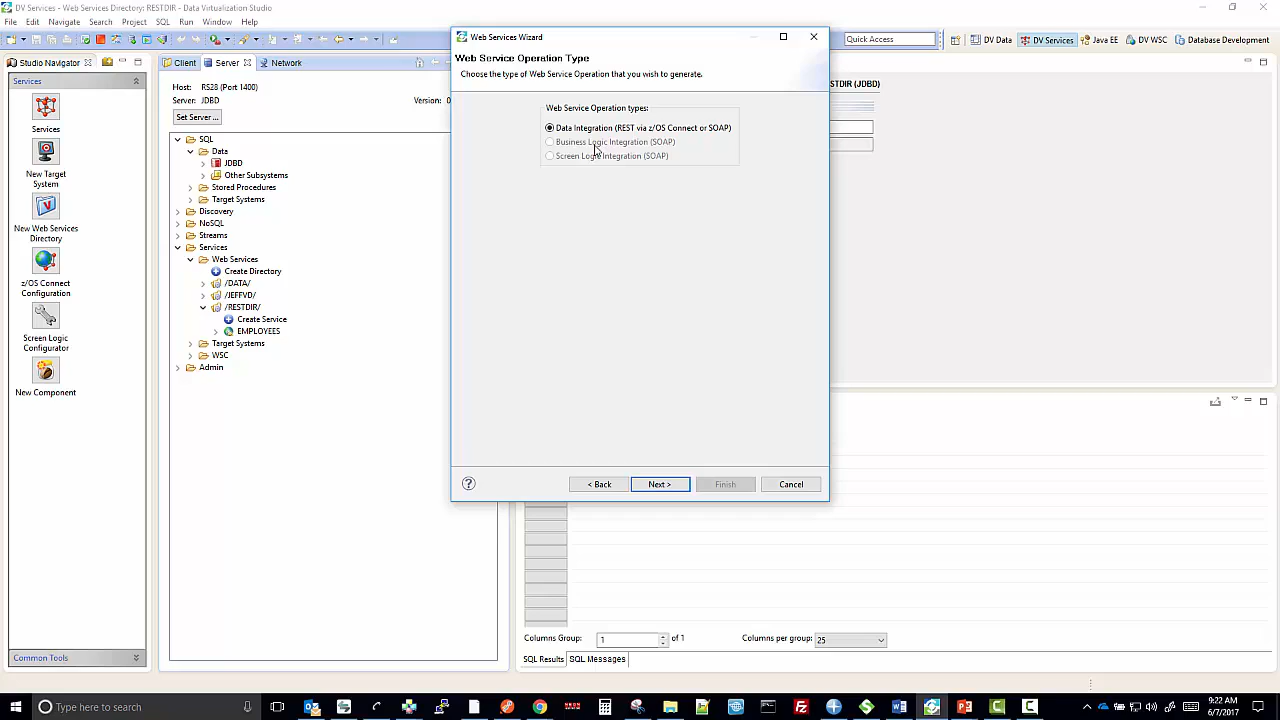 DV Services - Web Services Directory: RESTDIR - Data Virtualization Studio
File Edit Navigate Search Project SQL Run Window Help
Quick Access
DV Data
DV Services
Java EE
Database Development
Studio Navigator
Services
Services
New Target
System
New Web Services
Directory
z/OS Connect
Configuration
Screen Logic
Configurator
New Component
Common Tools
Client
Server
Network
Host: RS28 (Port 1400)
Server: JDBD
Version: 0
Set Server ...
SQL
Data
JDBD
Other Subsystems
Stored Procedures
Target Systems
Discovery
NoSQL
Streams
Services
Web Services
Create Directory
/DATA/
/JEFFVD/
/RESTDIR/
Create Service
EMPLOYEES
Target Systems
WSC
Admin
Web Services Wizard
Web Service Operation Type
Choose the type of Web Service Operation that you wish to generate.
Web Service Operation types:
Data Integration (REST via z/OS Connect or SOAP)
Business Logic Integration (SOAP)
Screen Logic Integration (SOAP)
?
< Back
Next >
Finish
Cancel
RESTDIR (JDBD)
Columns Group: 1 of 1
Columns per group: 25
SQL Results
SQL Messages
Type here to search
9:22 AM
6/7/2017